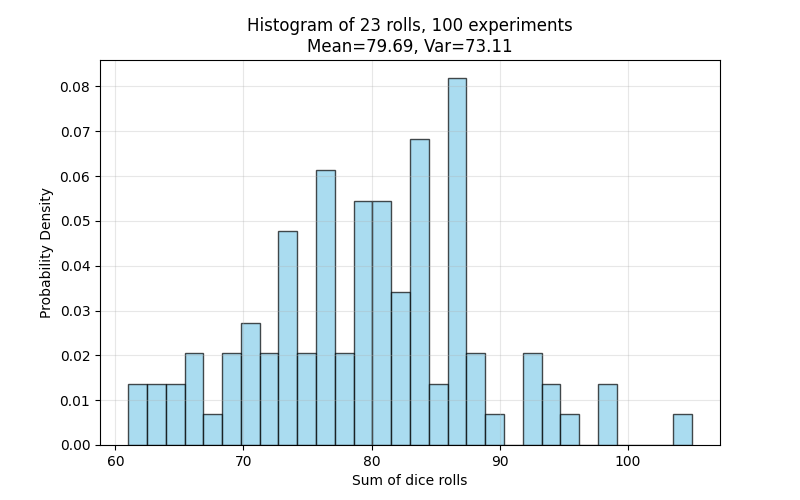 Histogram of 23 rolls, 100 experiments
Mean=79.69, Var=73.11
0.08
0.07
0.06
0.05
0.04
0.03
0.02
0.01
0.00
Probability Density
60 70 80 90 100
Sum of dice rolls